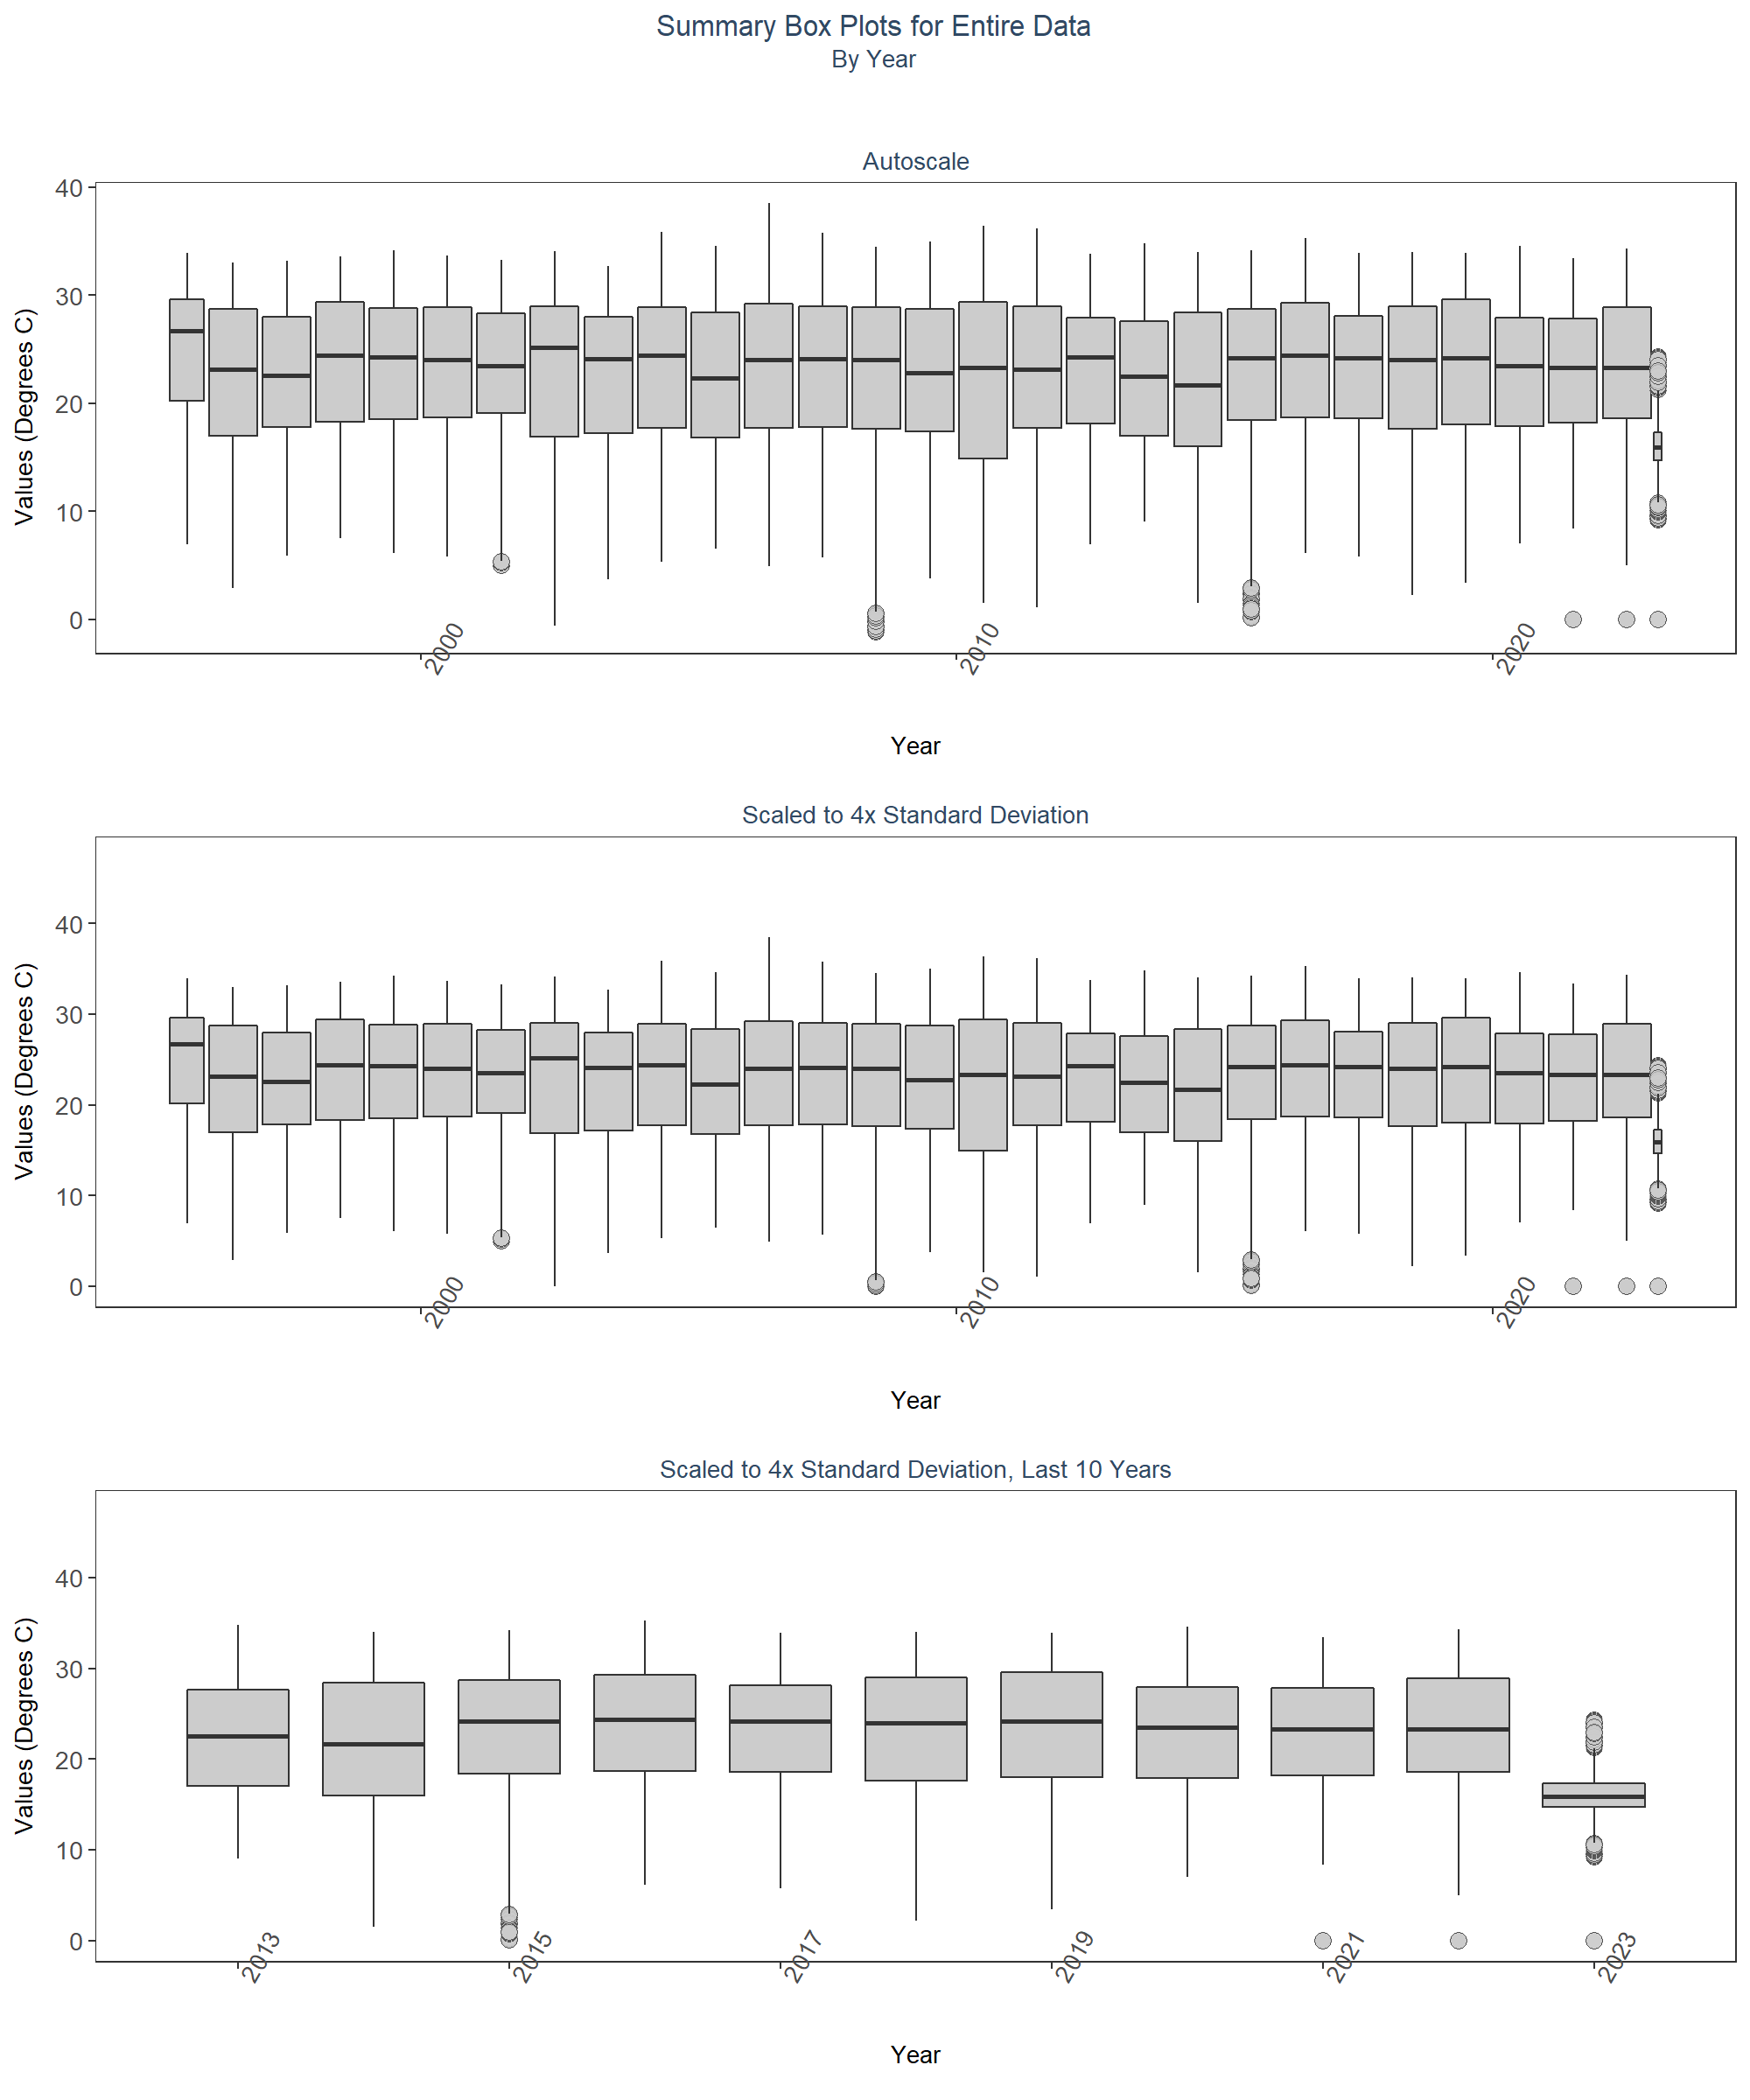 Summary Box Plots for Entire Data
By Year
Autoscale
Values (Degrees C)
40
30
20
10
0
2000
2010
2020
Year
Scaled to 4x Standard Deviation
Values (Degrees C)
40
30
20
10
0
2000
2010
2020
Year
Scaled to 4x Standard Deviation, Last 10 Years
Values (Degrees C)
40
30
20
10
0
2013
2015
2017
2019
2021
2023
Year